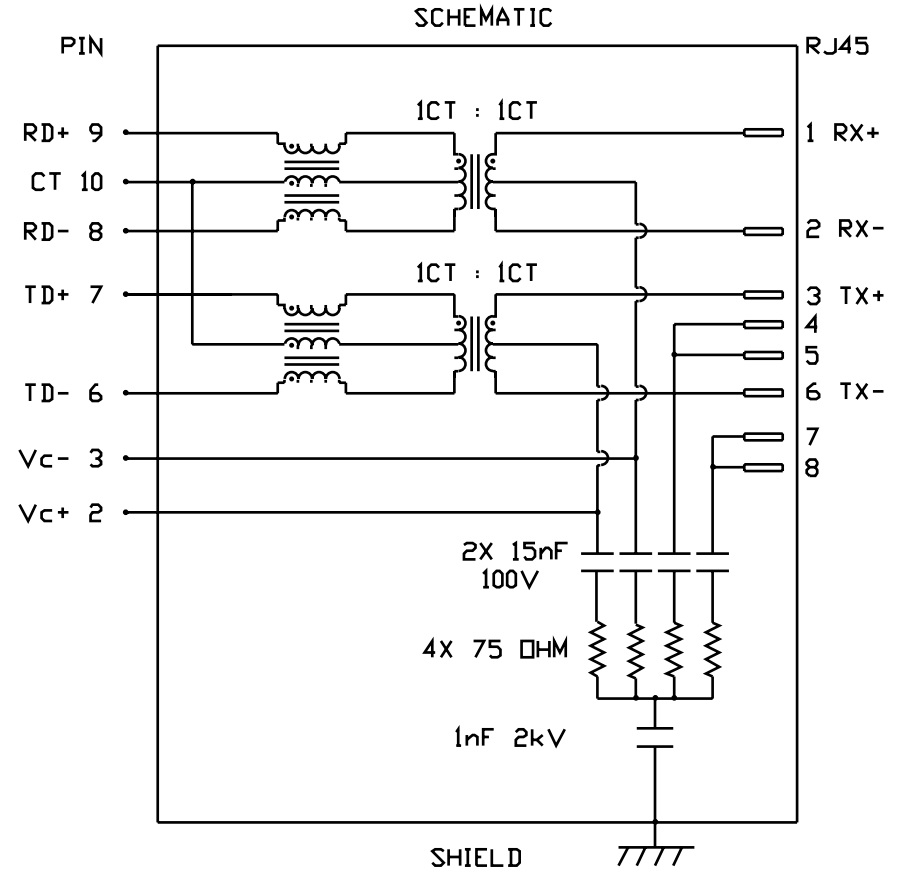 SCHEMATIC
PIN
RJ45
1CT : 1CT
RD+ 9
1 RX+
CT 10
RD- 8
2 RX-
1CT : 1CT
TD+ 7
3 TX+
4
5
TD- 6
6 TX-
7
Vc- 3
8
Vc+ 2
2X 15nF
100V
4X 75 OHM
1nF 2kV
SHIELD